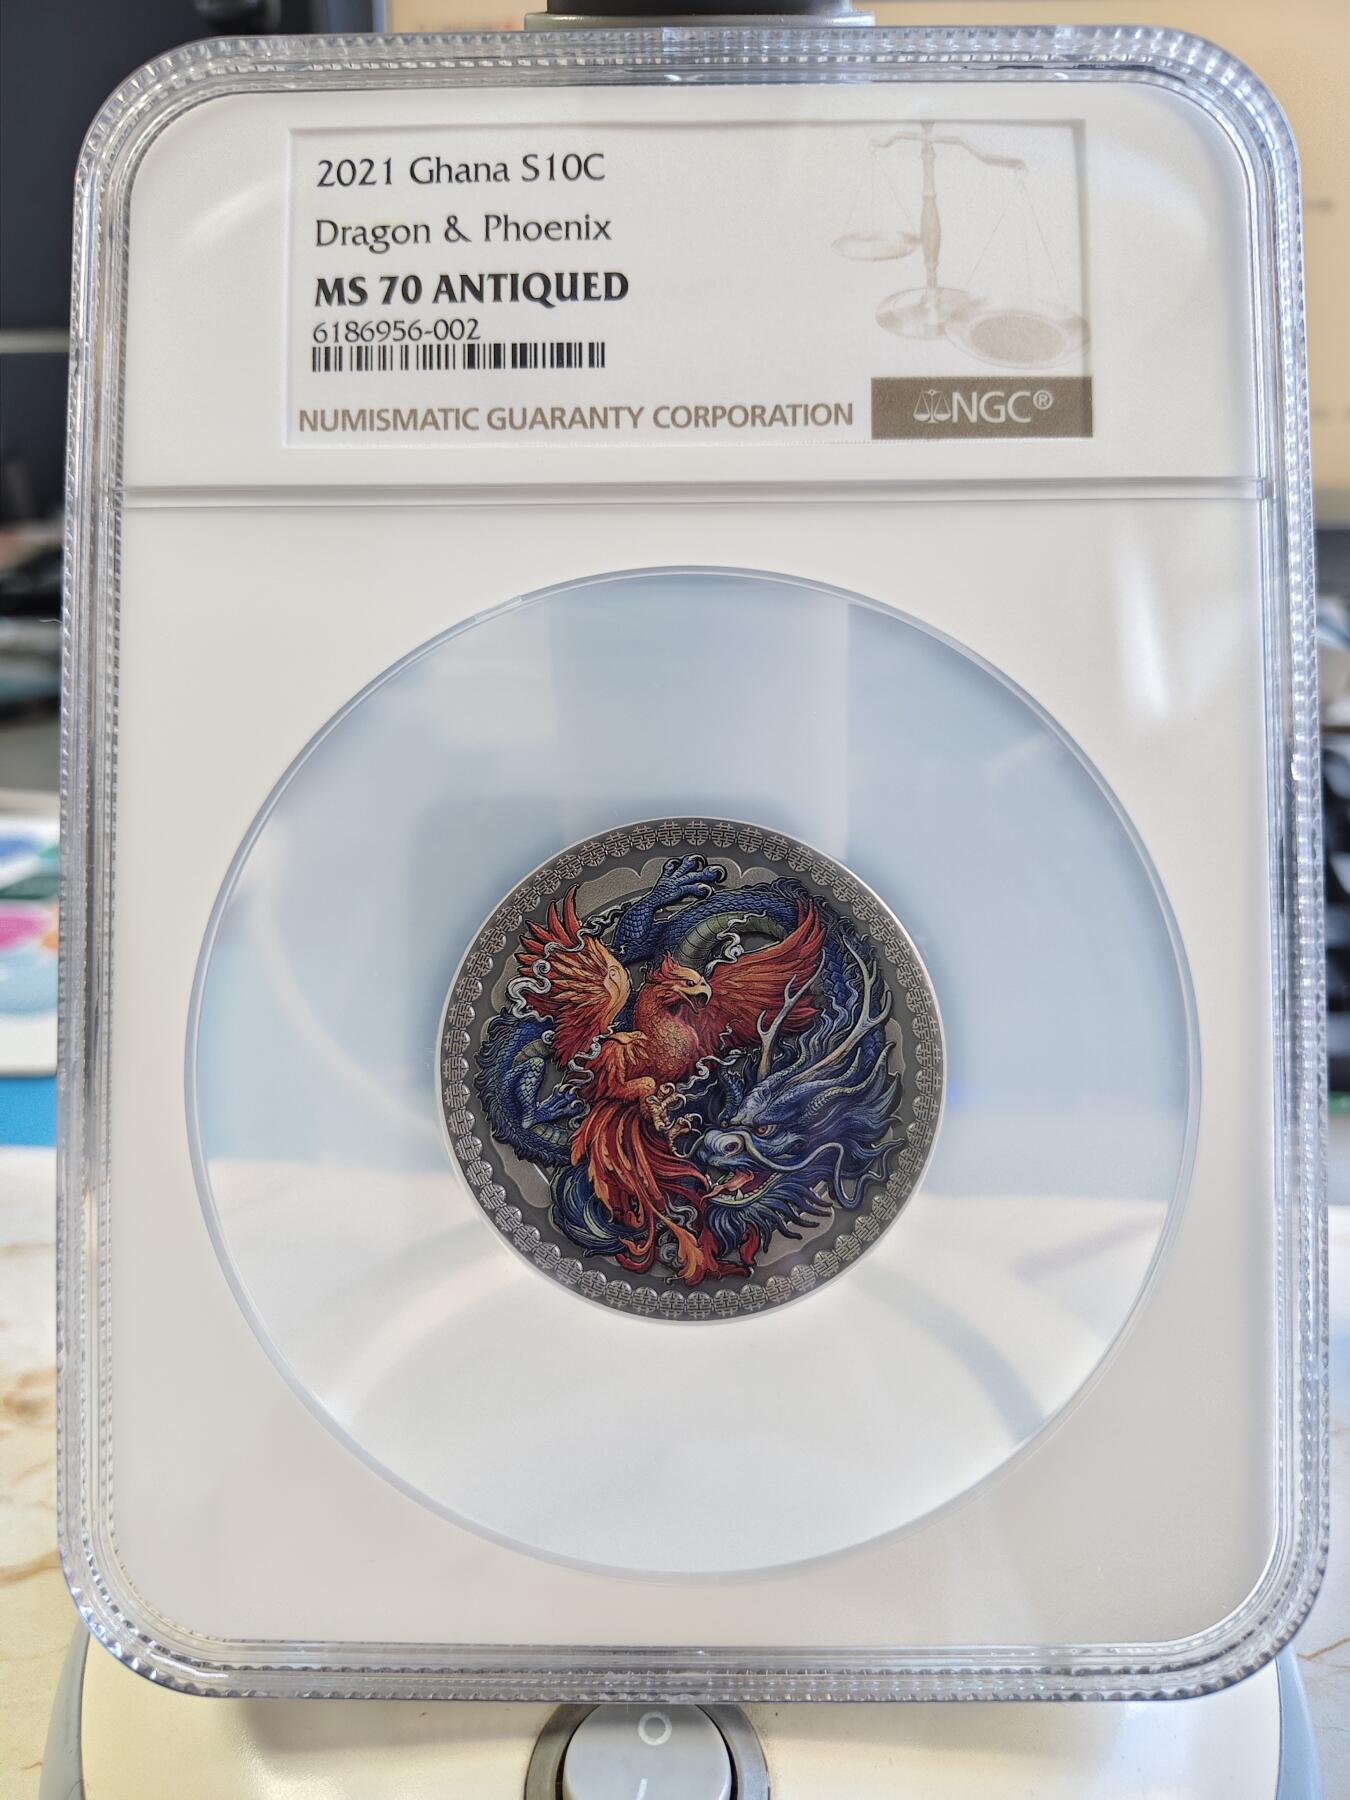 2021 Ghana S10C
Dragon & Phoenix
MS 70 ANTIQUED
6186956-002
NUMISMATIC GUARANTY CORPORATION
NGC®